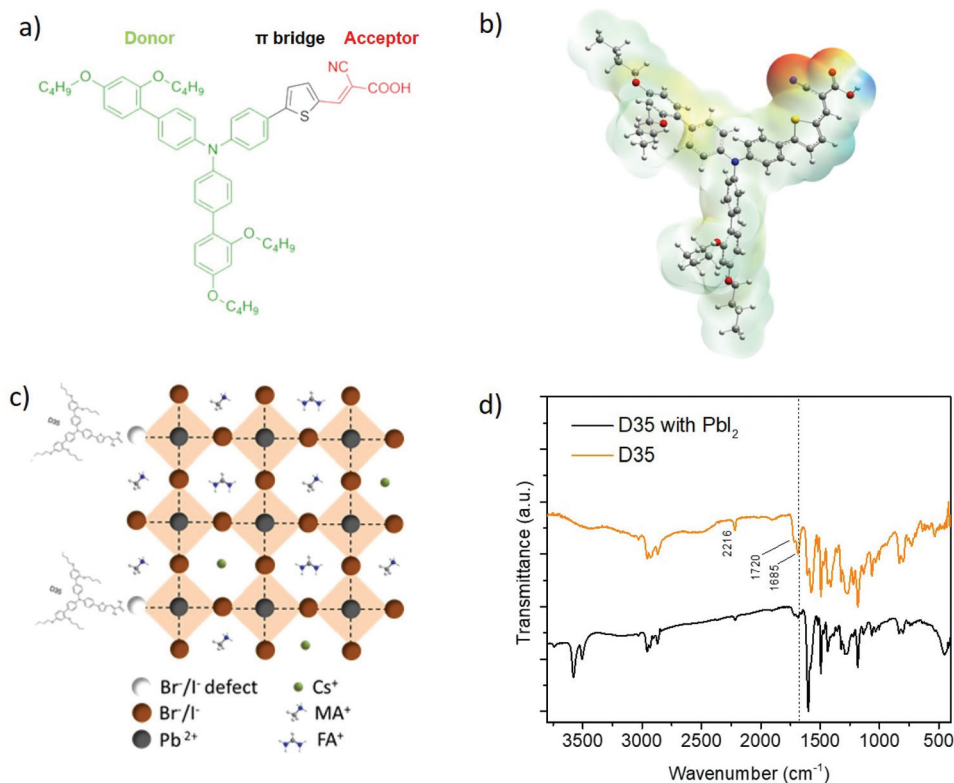 a)
Donor
π bridge
Acceptor
C₄H₉
O
O
C₄H₉
NC
COOH
S
N
O
C₄H₉
O
C₄H₉
b)
c)
D35
D35
Br⁻/I⁻ defect
Cs⁺
Br⁻/I⁻
MA⁺
Pb²⁺
FA⁺
d)
D35 with PbI₂
D35
2216
1720
1685
Transmittance (a.u.)
3750
3000
2500
2000
1500
1000
500
Wavenumber (cm⁻¹)